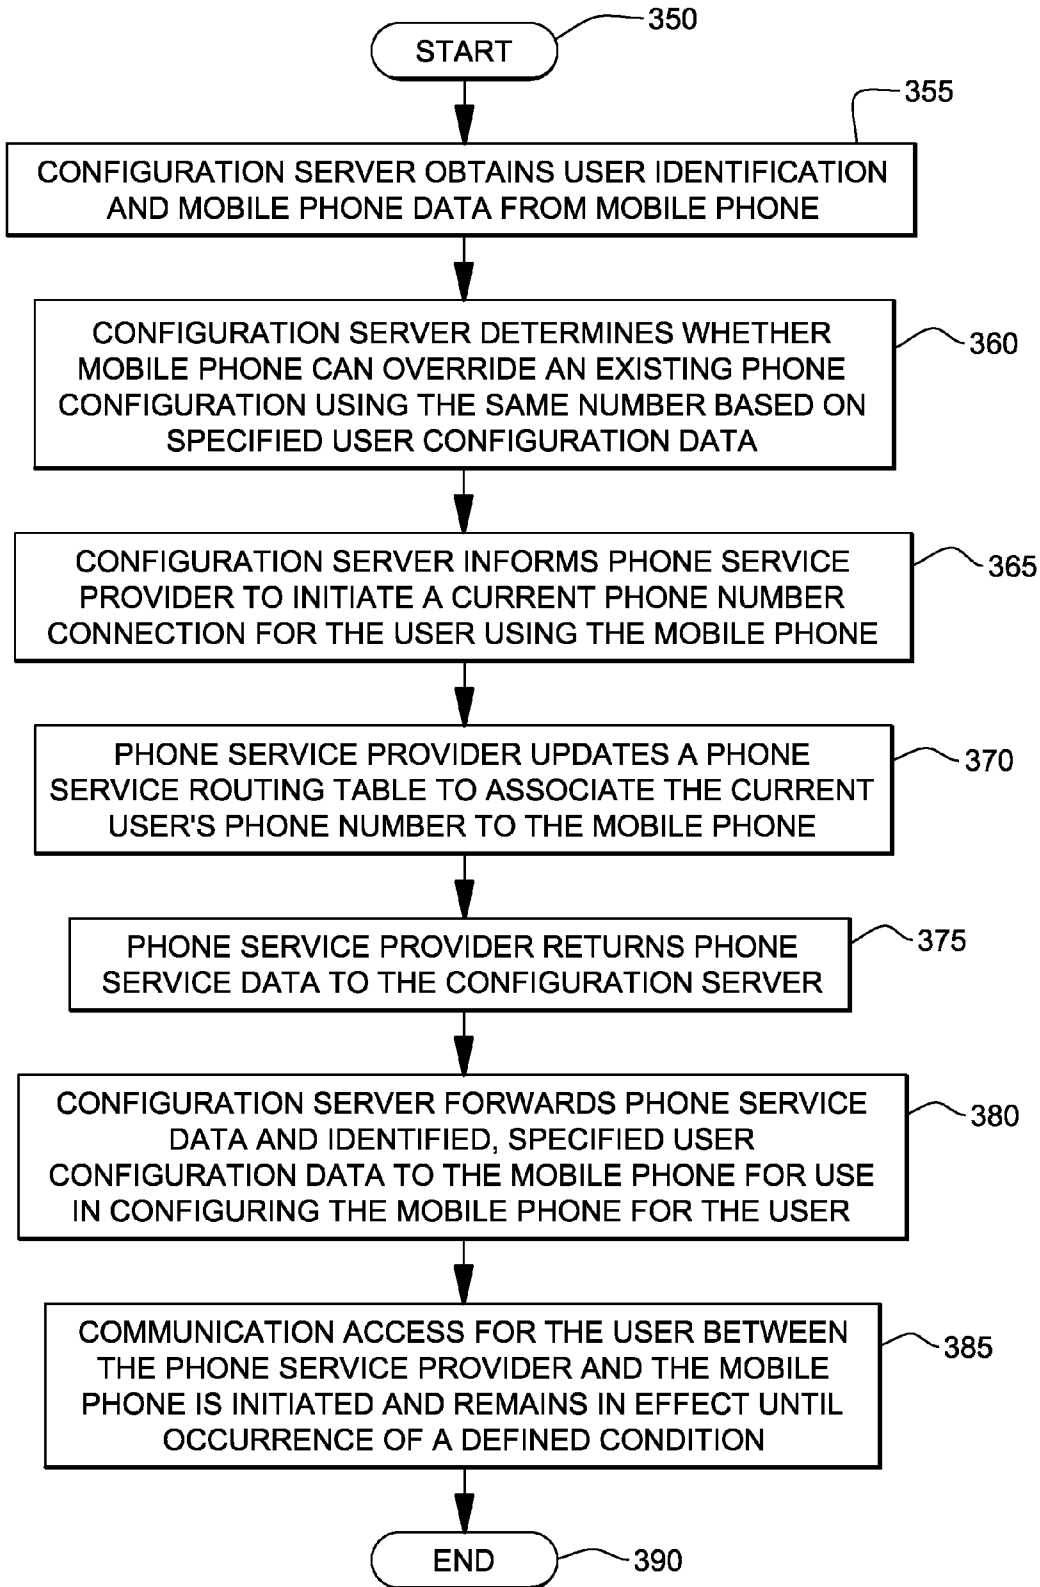 START
350
355
CONFIGURATION SERVER OBTAINS USER IDENTIFICATION
AND MOBILE PHONE DATA FROM MOBILE PHONE
CONFIGURATION SERVER DETERMINES WHETHER
MOBILE PHONE CAN OVERRIDE AN EXISTING PHONE
CONFIGURATION USING THE SAME NUMBER BASED ON
SPECIFIED USER CONFIGURATION DATA
360
CONFIGURATION SERVER INFORMS PHONE SERVICE
PROVIDER TO INITIATE A CURRENT PHONE NUMBER
CONNECTION FOR THE USER USING THE MOBILE PHONE
365
PHONE SERVICE PROVIDER UPDATES A PHONE
SERVICE ROUTING TABLE TO ASSOCIATE THE CURRENT
USER'S PHONE NUMBER TO THE MOBILE PHONE
370
PHONE SERVICE PROVIDER RETURNS PHONE
SERVICE DATA TO THE CONFIGURATION SERVER
375
CONFIGURATION SERVER FORWARDS PHONE SERVICE
DATA AND IDENTIFIED, SPECIFIED USER
CONFIGURATION DATA TO THE MOBILE PHONE FOR USE
IN CONFIGURING THE MOBILE PHONE FOR THE USER
380
COMMUNICATION ACCESS FOR THE USER BETWEEN
THE PHONE SERVICE PROVIDER AND THE MOBILE
PHONE IS INITIATED AND REMAINS IN EFFECT UNTIL
OCCURRENCE OF A DEFINED CONDITION
385
END
390